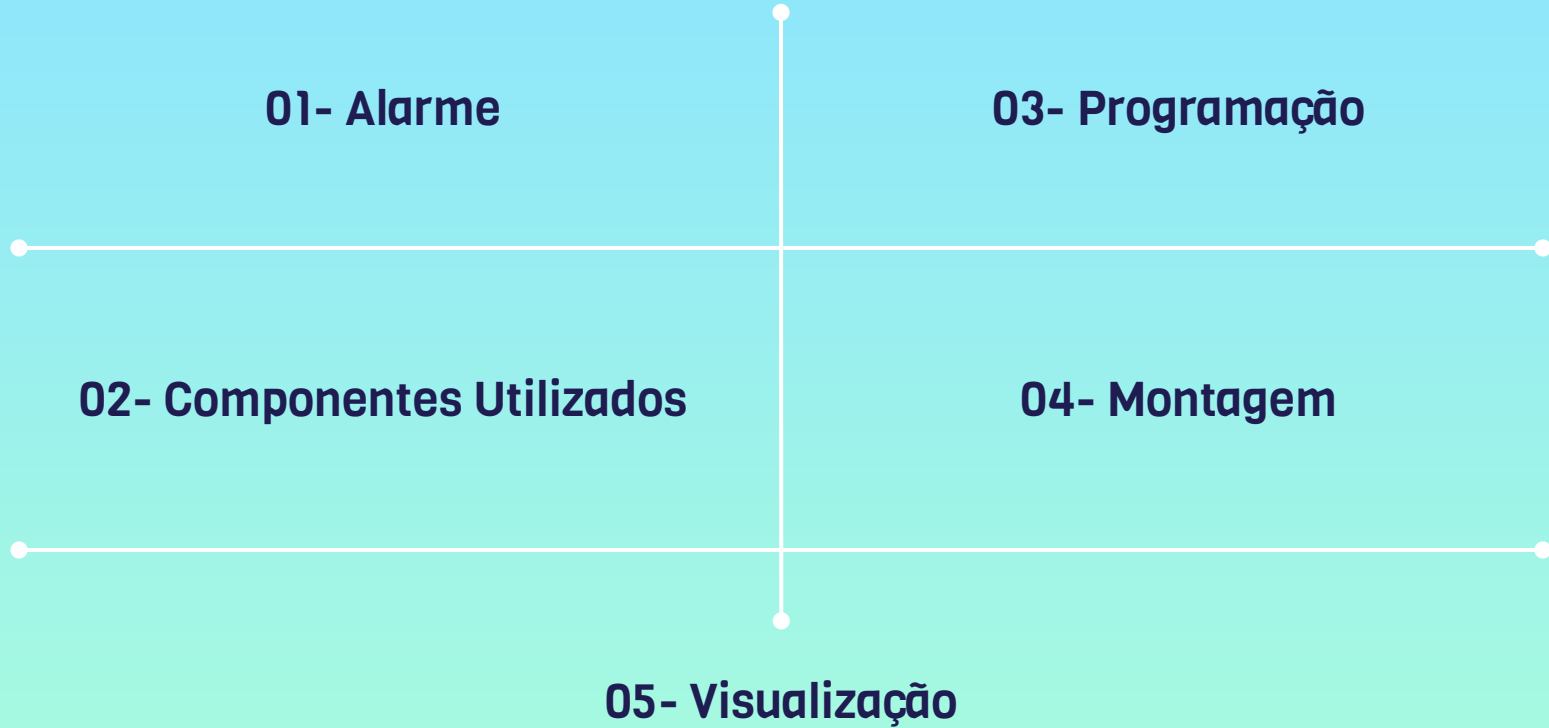 01- Alarme
02- Componentes Utilizados
03- Programação
04- Montagem
05- Visualização